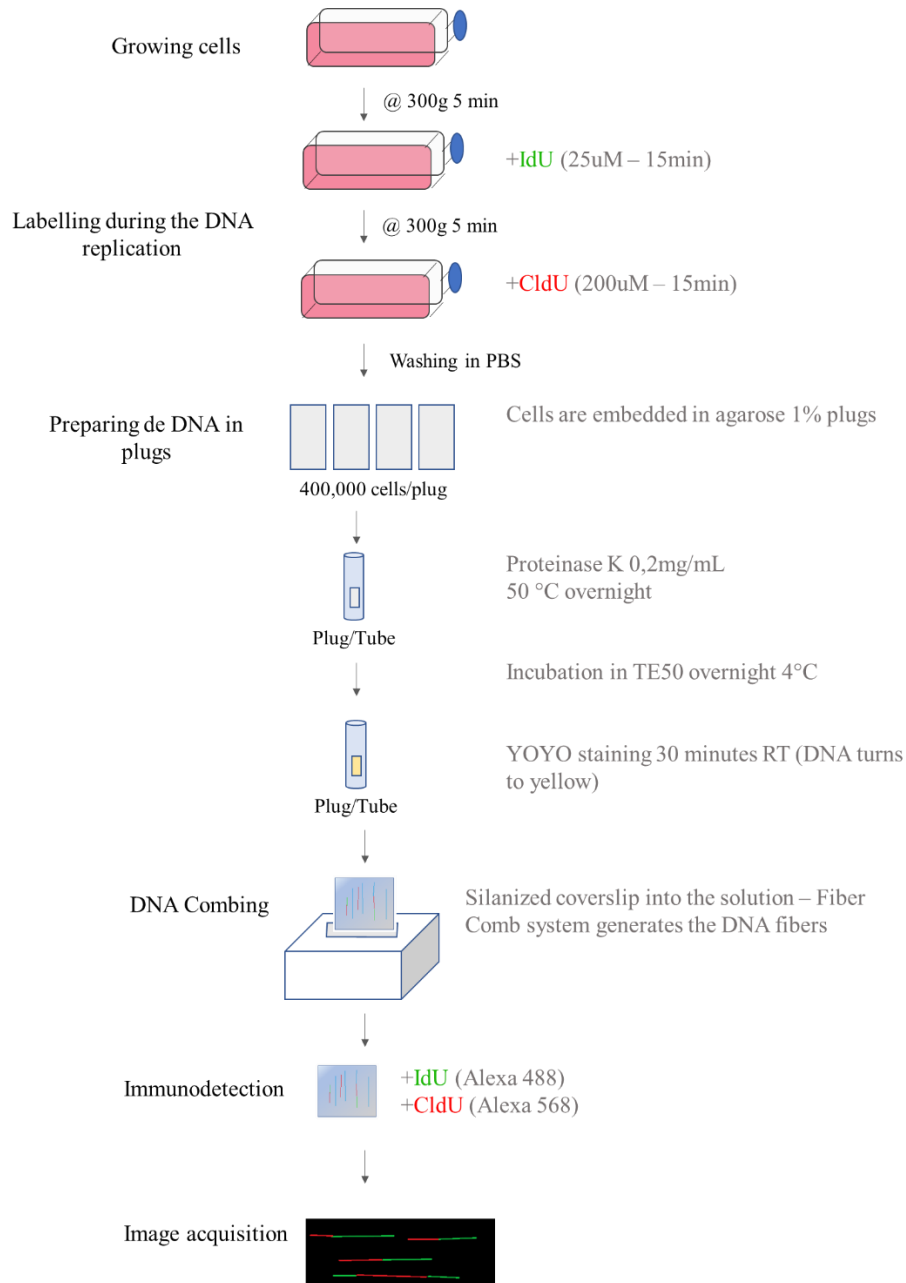 Growing cells
@ 300g 5 min
+IdU (25uM – 15min)
Labelling during the DNA
replication
@ 300g 5 min
+CldU (200uM – 15min)
Washing in PBS
Preparing de DNA in
plugs
Cells are embedded in agarose 1% plugs
400,000 cells/plug
Proteinase K 0,2mg/mL
50 °C overnight
Plug/Tube
Incubation in TE50 overnight 4°C
YOYO staining 30 minutes RT (DNA turns
to yellow)
Plug/Tube
DNA Combing
Silanized coverslip into the solution – Fiber
Comb system generates the DNA fibers
Immunodetection
+IdU (Alexa 488)
+CldU (Alexa 568)
Image acquisition